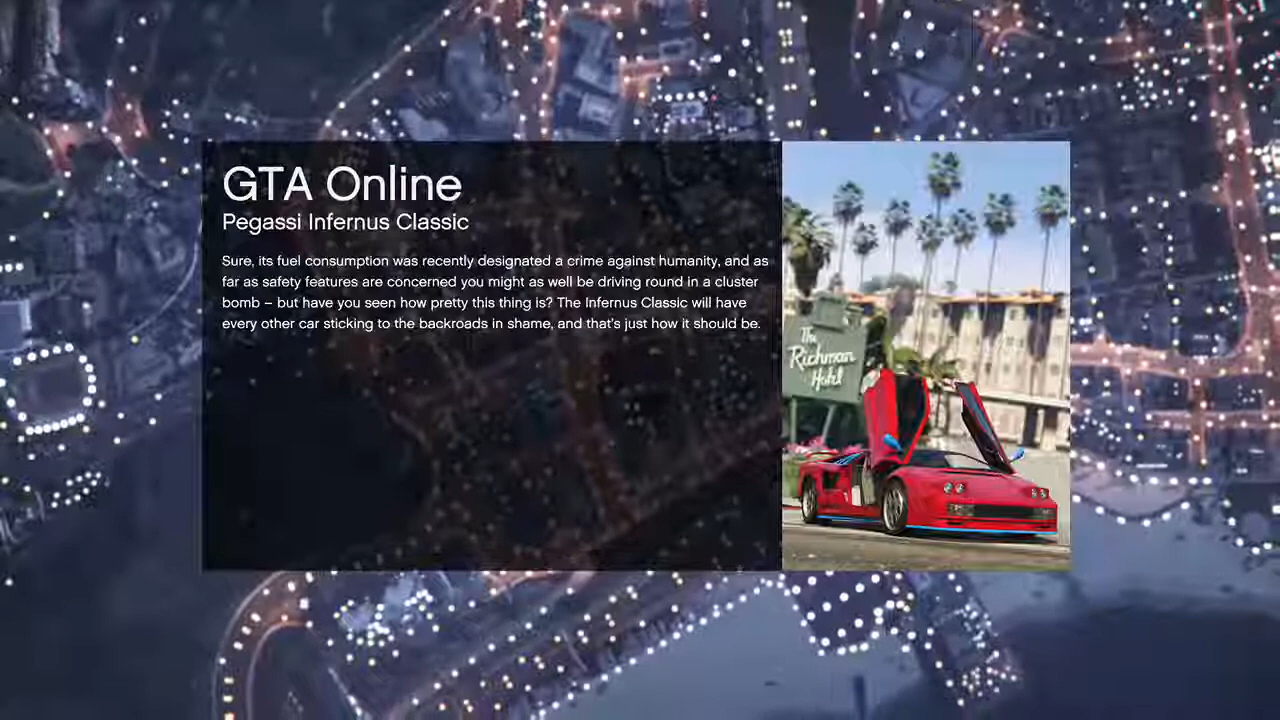 GTA Online
Pegassi Infernus Classic
Sure, its fuel consumption was recently designated a crime against humanity, and as
far as safety features are concerned you might as well be driving round in a cluster
bomb – but have you seen how pretty this thing is? The Infernus Classic will have
every other car sticking to the backroads in shame, and that's just how it should be.
The
Richman
Hotel